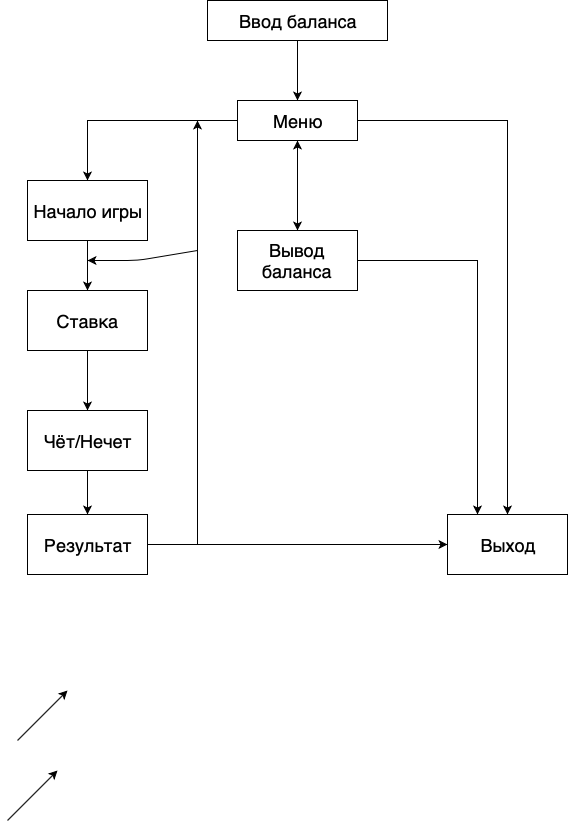 Ввод баланса
Меню
Начало игры
Вывод
баланса
Ставка
Чёт/Нечет
Результат
Выход